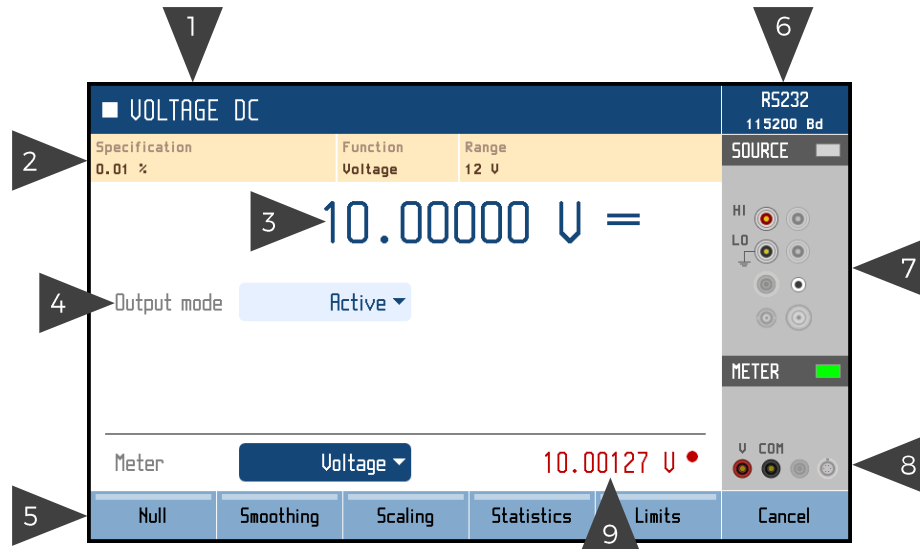 1
6
VOLTAGE DC
RS232
115200 Bd
2
Specification
Function
Range
0.01 %
Voltage
12 V
SOURCE
3
10.00000 V =
HI
LO
7
4
Output mode
Active
METER
Meter
Voltage
10.00127 V
V COM
8
5
Null
Smoothing
Scaling
Statistics
Limits
Cancel
9